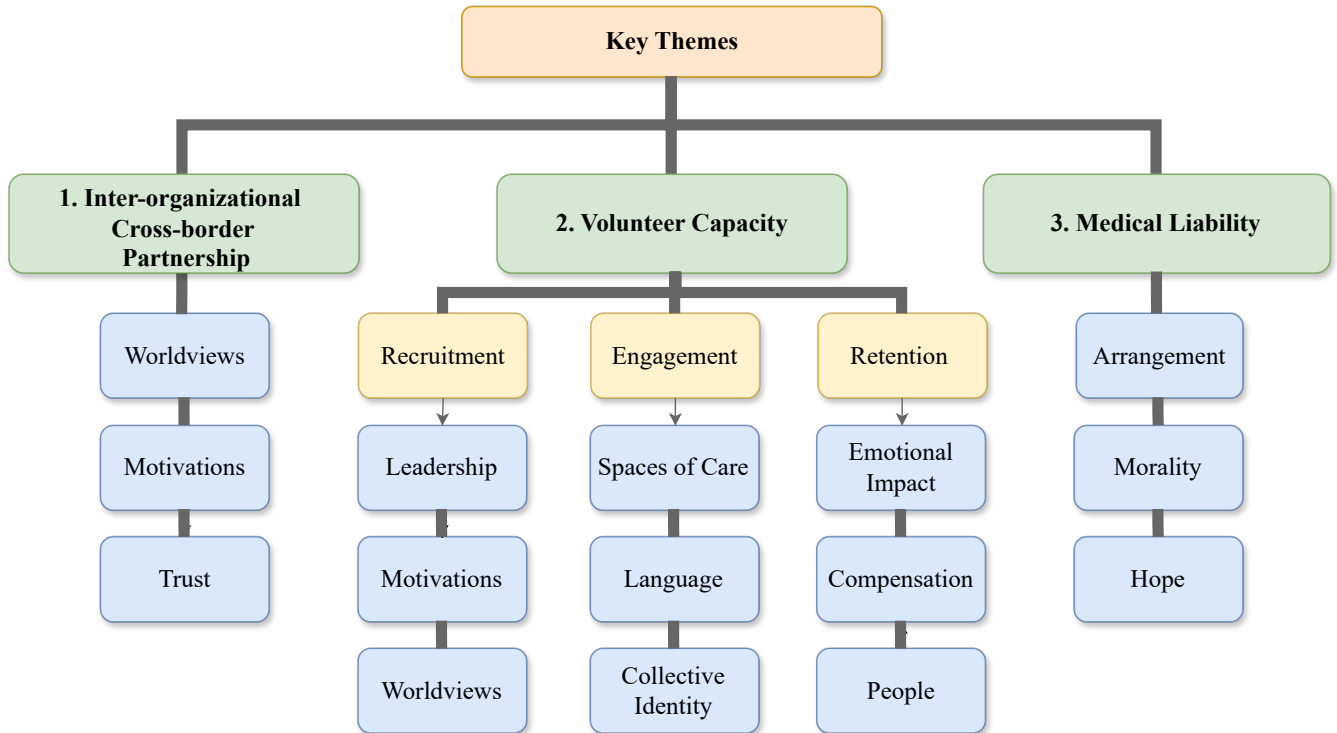 Key Themes
1. Inter-organizational
Cross-border
Partnership
2. Volunteer Capacity
3. Medical Liability
Worldviews
Motivations
Trust
Recruitment
Leadership
Motivations
Worldviews
Engagement
Spaces of Care
Language
Collective
Identity
Retention
Emotional
Impact
Compensation
People
Arrangement
Morality
Hope